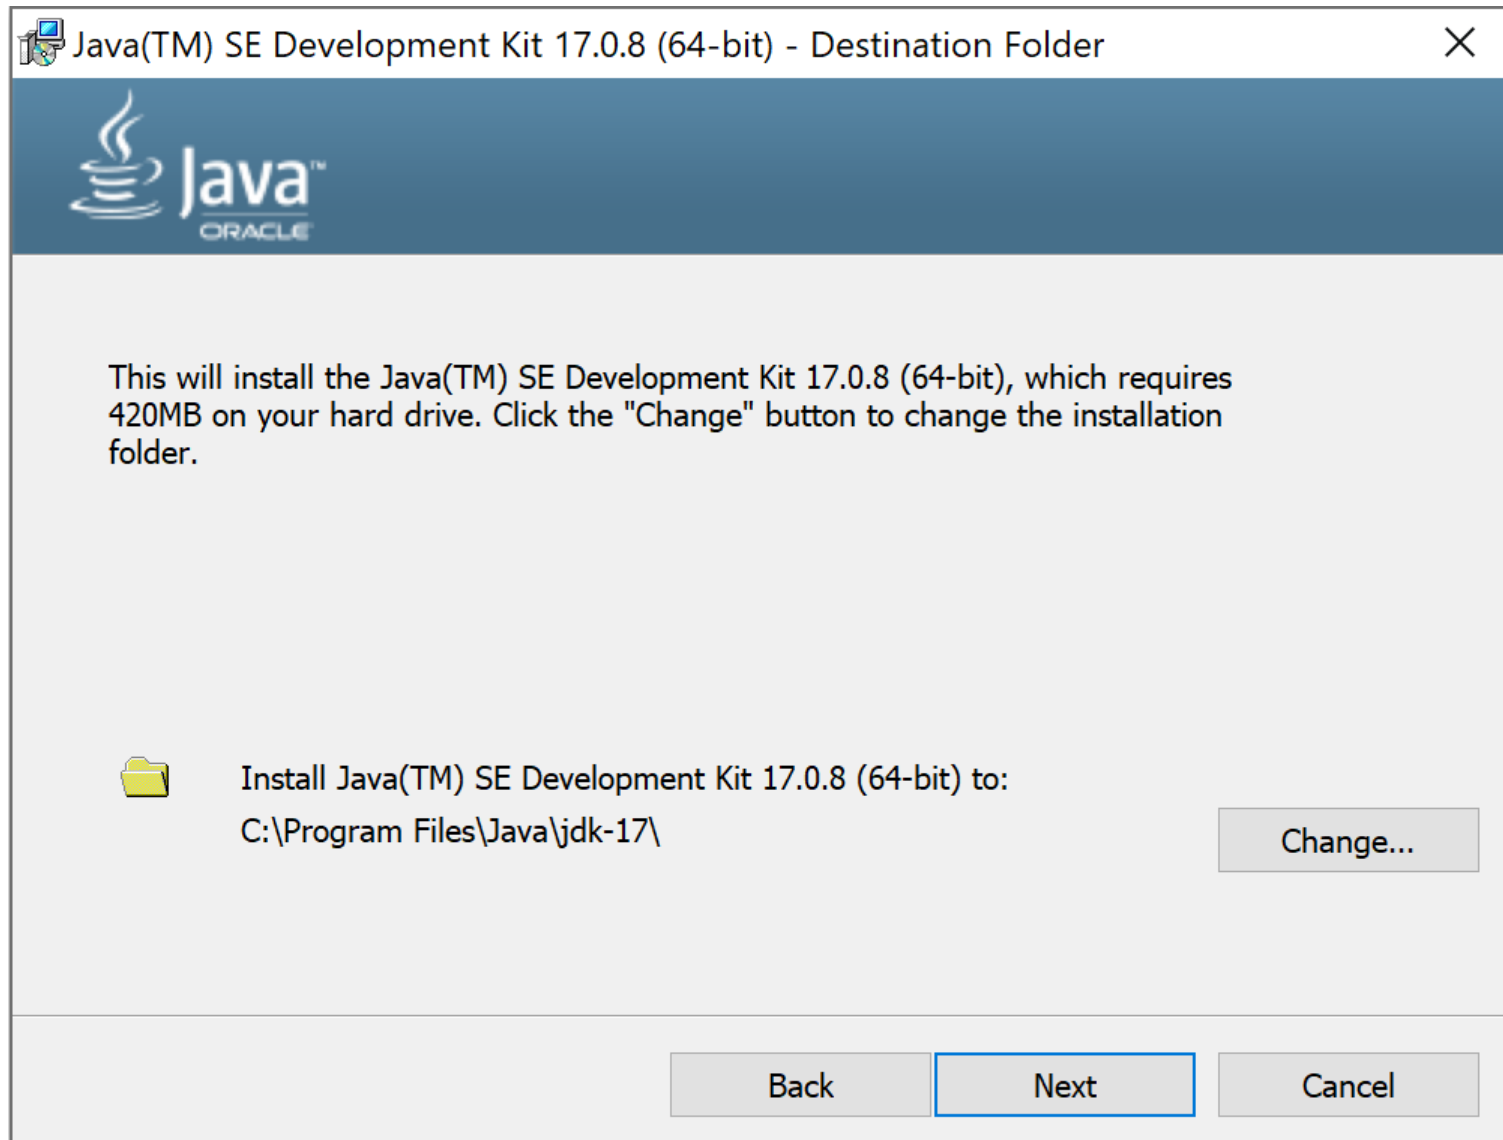 Java(TM) SE Development Kit 17.0.8 (64-bit) - Destination Folder
Java™
ORACLE
This will install the Java(TM) SE Development Kit 17.0.8 (64-bit), which requires
420MB on your hard drive. Click the "Change" button to change the installation
folder.
Install Java(TM) SE Development Kit 17.0.8 (64-bit) to:
C:\Program Files\Java\jdk-17\
Change...
Back
Next
Cancel